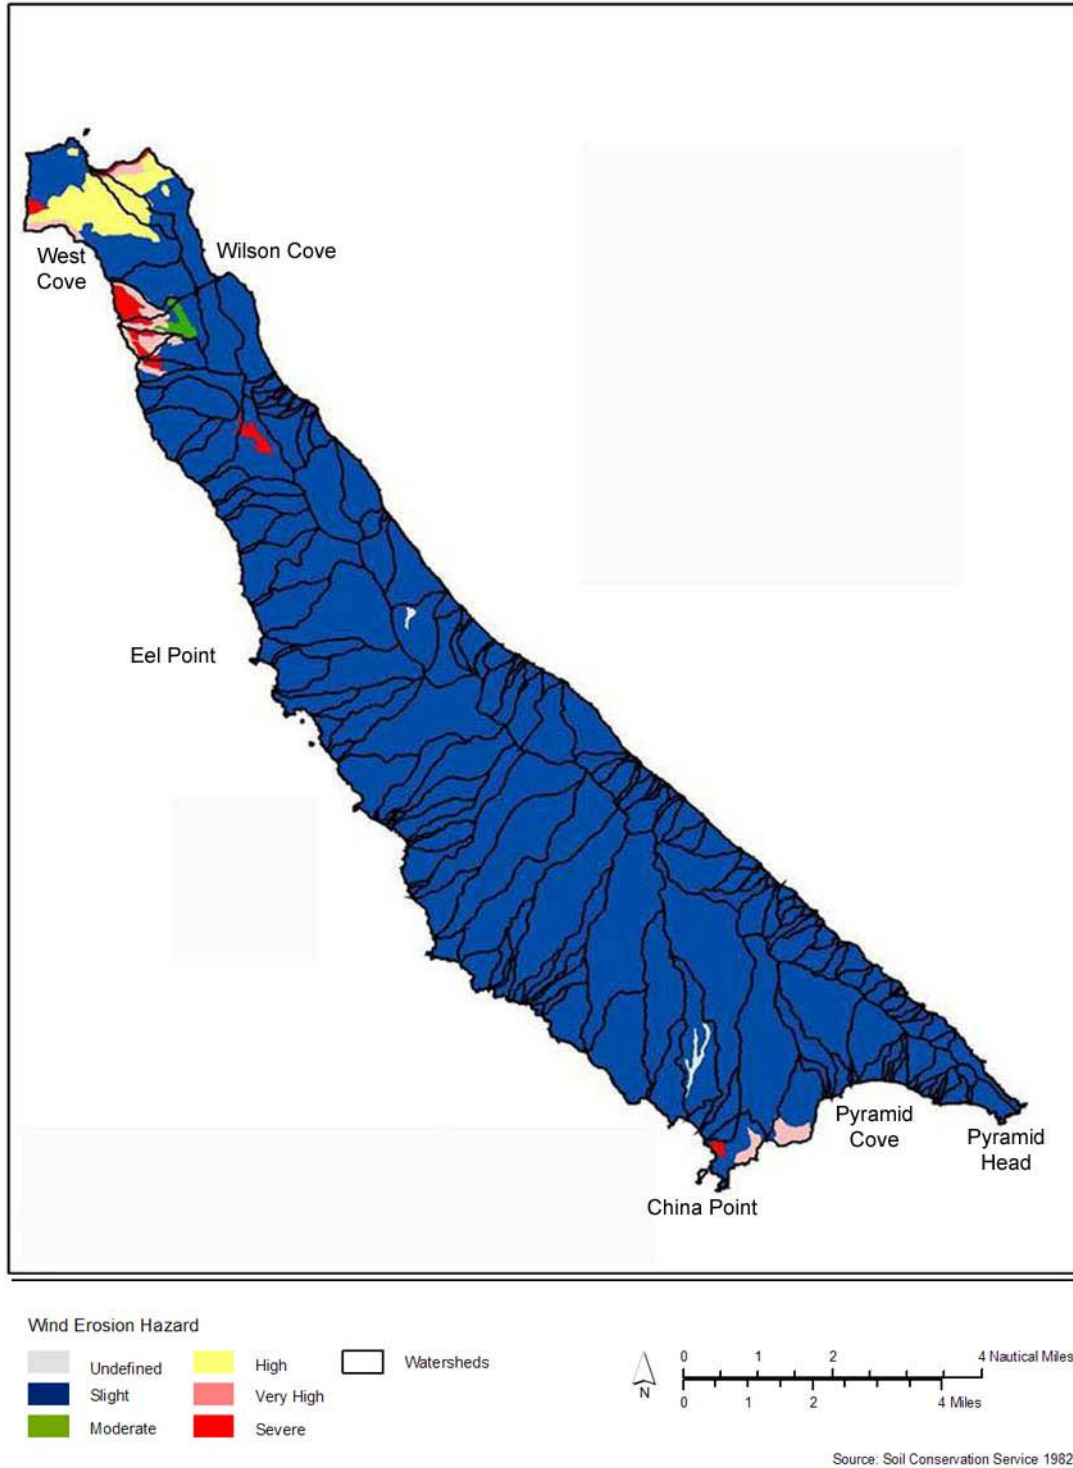 West
Cove
Wilson Cove
Eel Point
Pyramid
Cove
Pyramid
Head
China Point
Wind Erosion Hazard
Undefined
Slight
Moderate
High
Very High
Severe
Watersheds
N
0 1 2 4 Nautical Miles
0 1 2 4 Miles
Source: Soil Conservation Service 1982